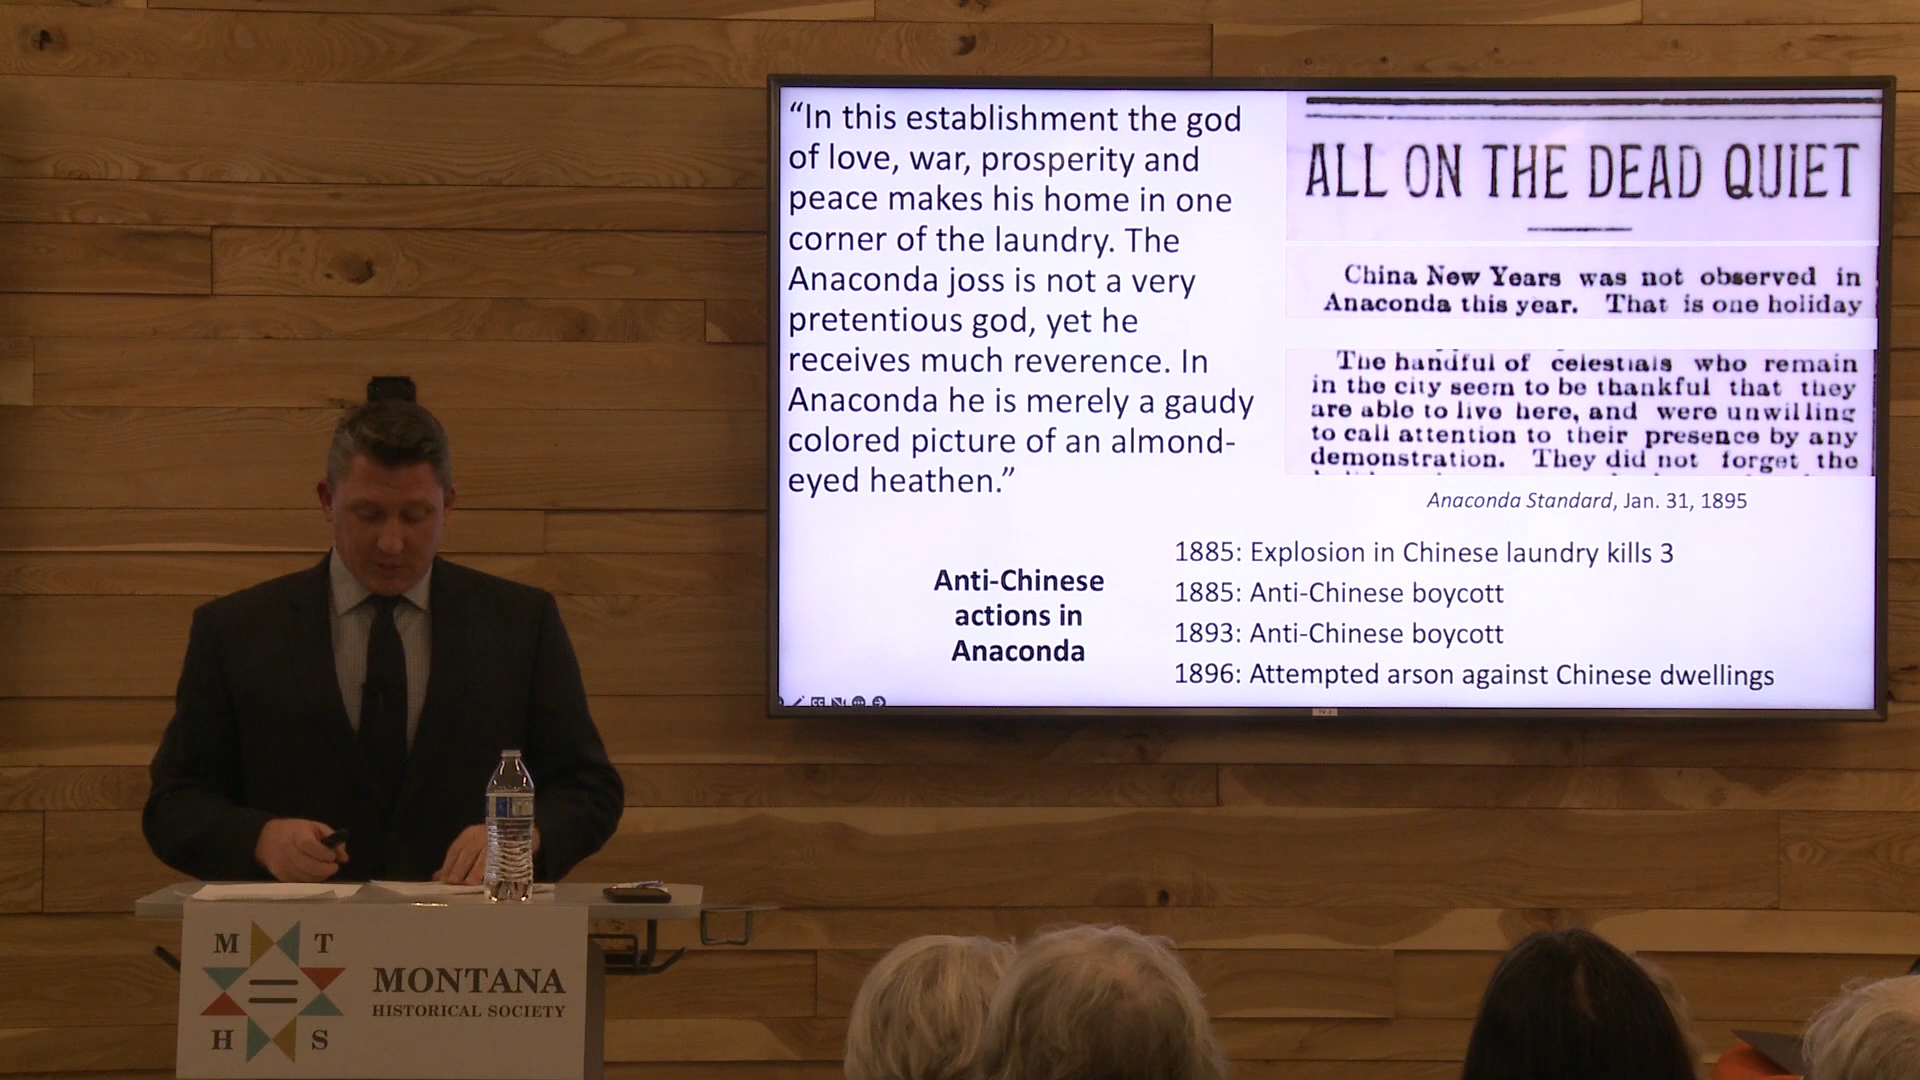 “In this establishment the god
of love, war, prosperity and
peace makes his home in one
corner of the laundry. The
Anaconda joss is not a very
pretentious god, yet he
receives much reverence. In
Anaconda he is merely a gaudy
colored picture of an almond-
eyed heathen.”
ALL ON THE DEAD QUIET
China New Years was not observed in
Anaconda this year. That is one holiday
The handful of celestials who remain
in the city seem to be thankful that they
are able to live here, and were unwilling
to call attention to their presence by any
demonstration. They did not forget the
Anaconda Standard, Jan. 31, 1895
Anti-Chinese
actions in
Anaconda
1885: Explosion in Chinese laundry kills 3
1885: Anti-Chinese boycott
1893: Anti-Chinese boycott
1896: Attempted arson against Chinese dwellings
M T
H S
MONTANA
HISTORICAL SOCIETY